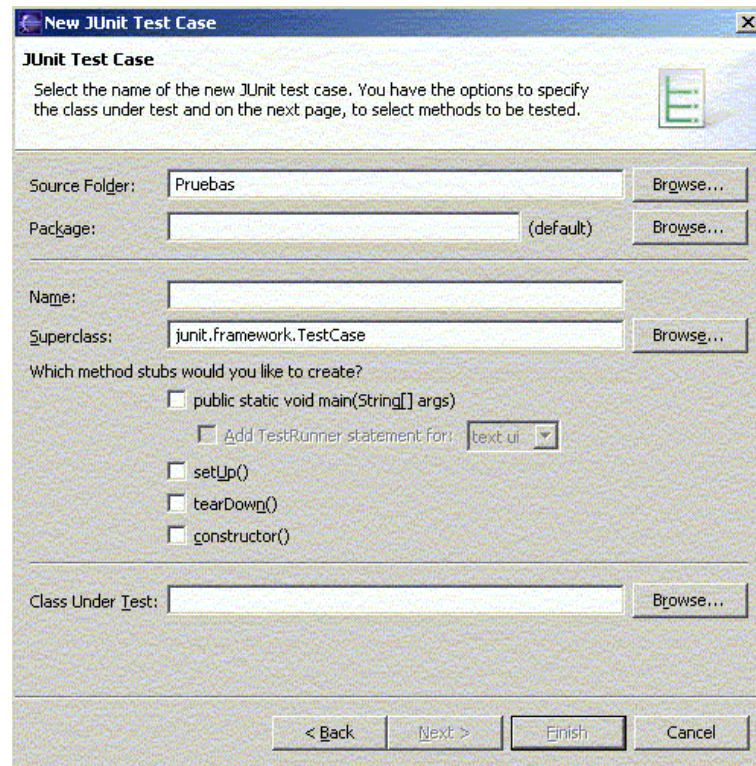 New JUnit Test Case
JUnit Test Case
Select the name of the new JUnit test case. You have the options to specify
the class under test and on the next page, to select methods to be tested.
Source Folder: Pruebas Browse...
Package: (default) Browse...
Name:
Superclass: junit.framework.TestCase Browse...
Which method stubs would you like to create?
public static void main(String[] args)
Add TestRunner statement for: text ui
setUp()
tearDown()
constructor()
Class Under Test: Browse...
< Back Next > Finish Cancel